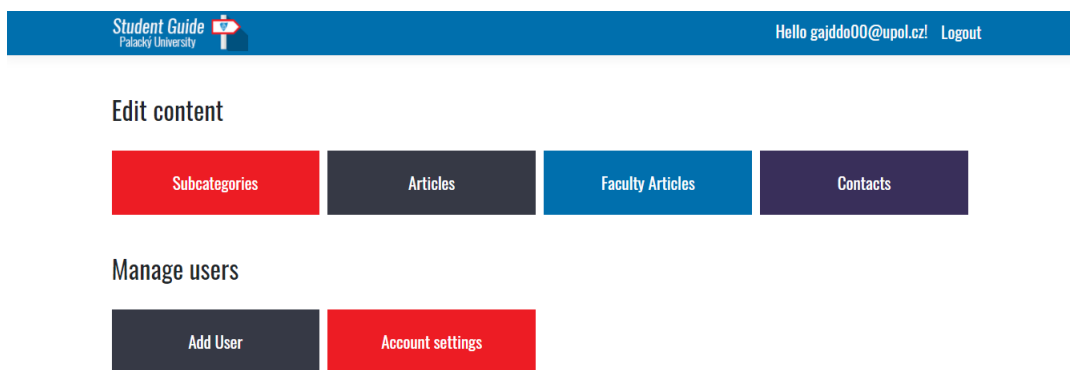 Student Guide
Palacký University
Hello gajddo00@upol.cz! Logout
Edit content
Subcategories
Articles
Faculty Articles
Contacts
Manage users
Add User
Account settings